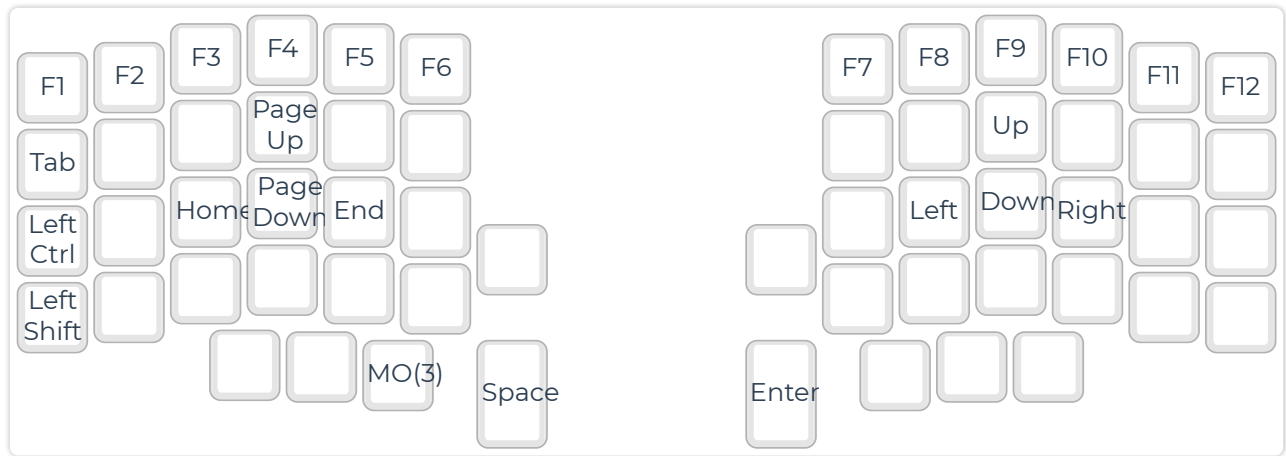 F1
F2
F3
F4
F5
F6
F7
F8
F9
F10
F11
F12
Tab
Page
Up
Up
Left
Ctrl
Home
Page
Down
End
Left
Down
Right
Left
Shift
MO(3)
Space
Enter